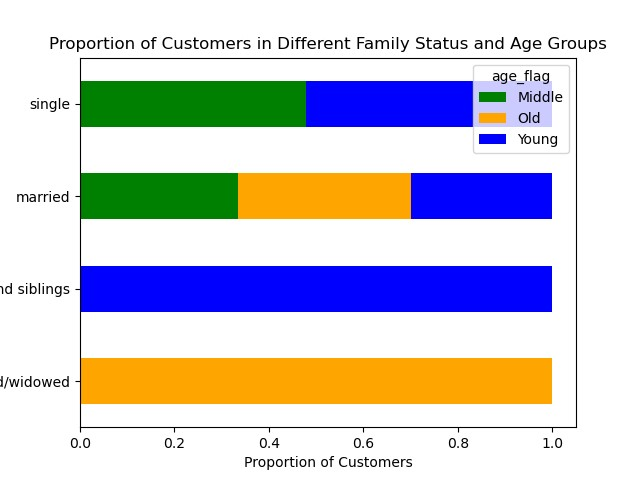 Proportion of Customers in Different Family Status and Age Groups
age_flag
Middle
Old
Young
single
married
nd siblings
d/widowed
0.0 0.2 0.4 0.6 0.8 1.0
Proportion of Customers